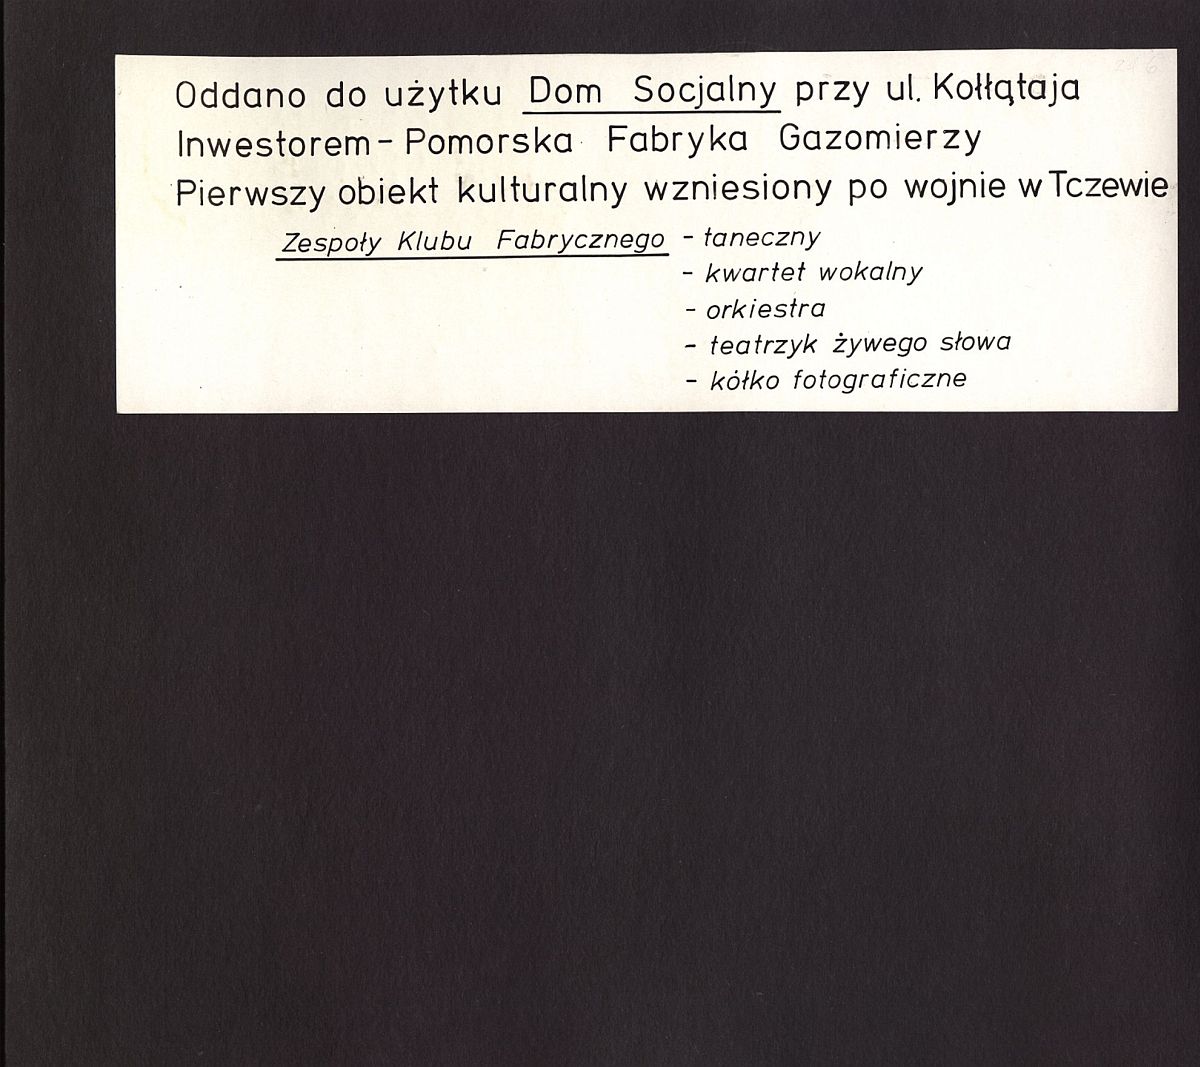 Oddano do użytku Dom Socjalny przy ul. Kołłątaja
Inwestorem - Pomorska Fabryka Gazomierzy
Pierwszy obiekt kulturalny wzniesiony po wojnie w Tczewie
Zespoły Klubu Fabrycznego - taneczny
- kwartet wokalny
- orkiestra
- teatrzyk żywego słowa
- kółko fotograficzne